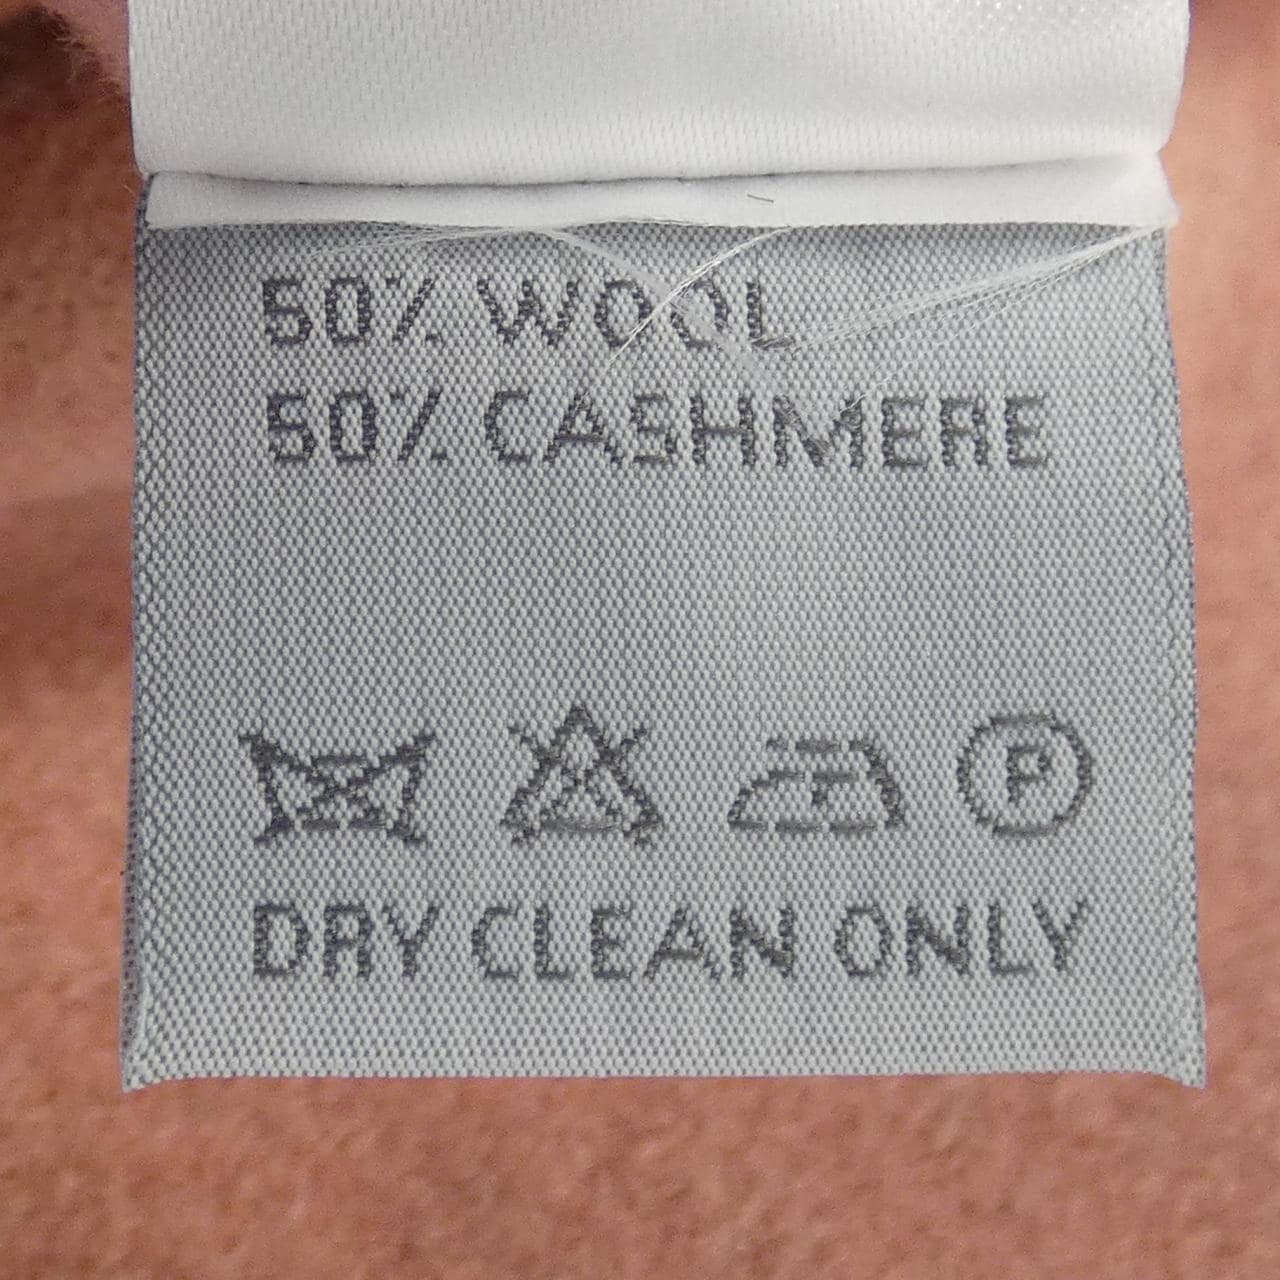 50% WOOL
50% CASHMERE
P
DRY CLEAN ONLY